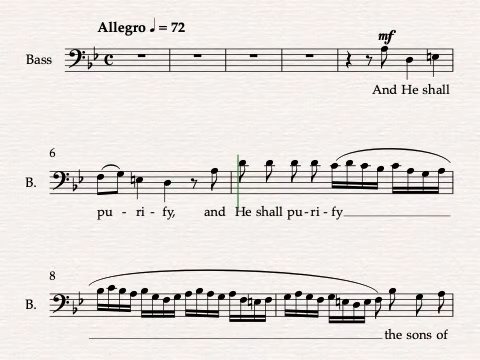 Allegro ♩ = 72
Bass
mf
And He shall
6
B.
pu - ri - fy, and He shall pu - ri - fy
8
B.
the sons of